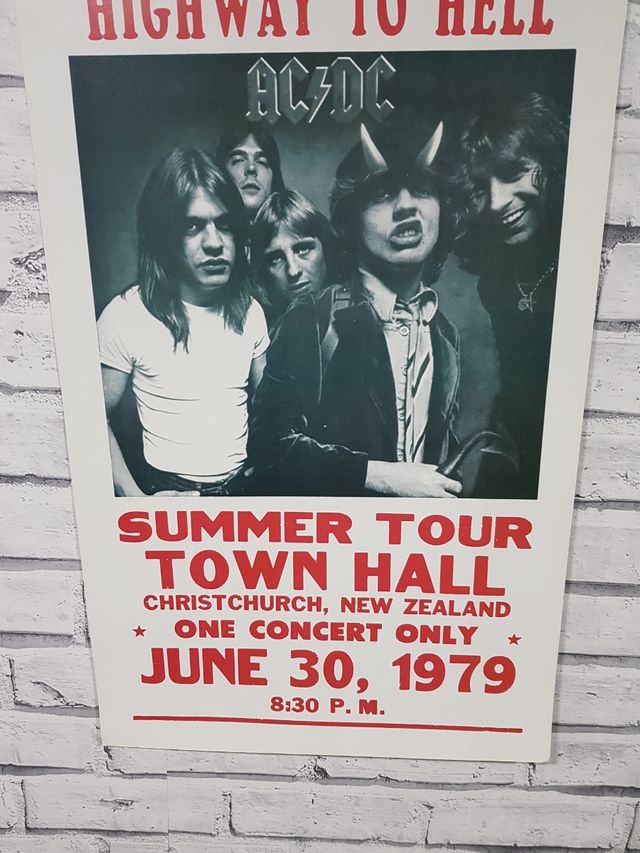 HIGHWAY TO HELL
AC⚡DC
SUMMER TOUR
TOWN HALL
CHRISTCHURCH, NEW ZEALAND
★ ONE CONCERT ONLY ★
JUNE 30, 1979
8:30 P. M.